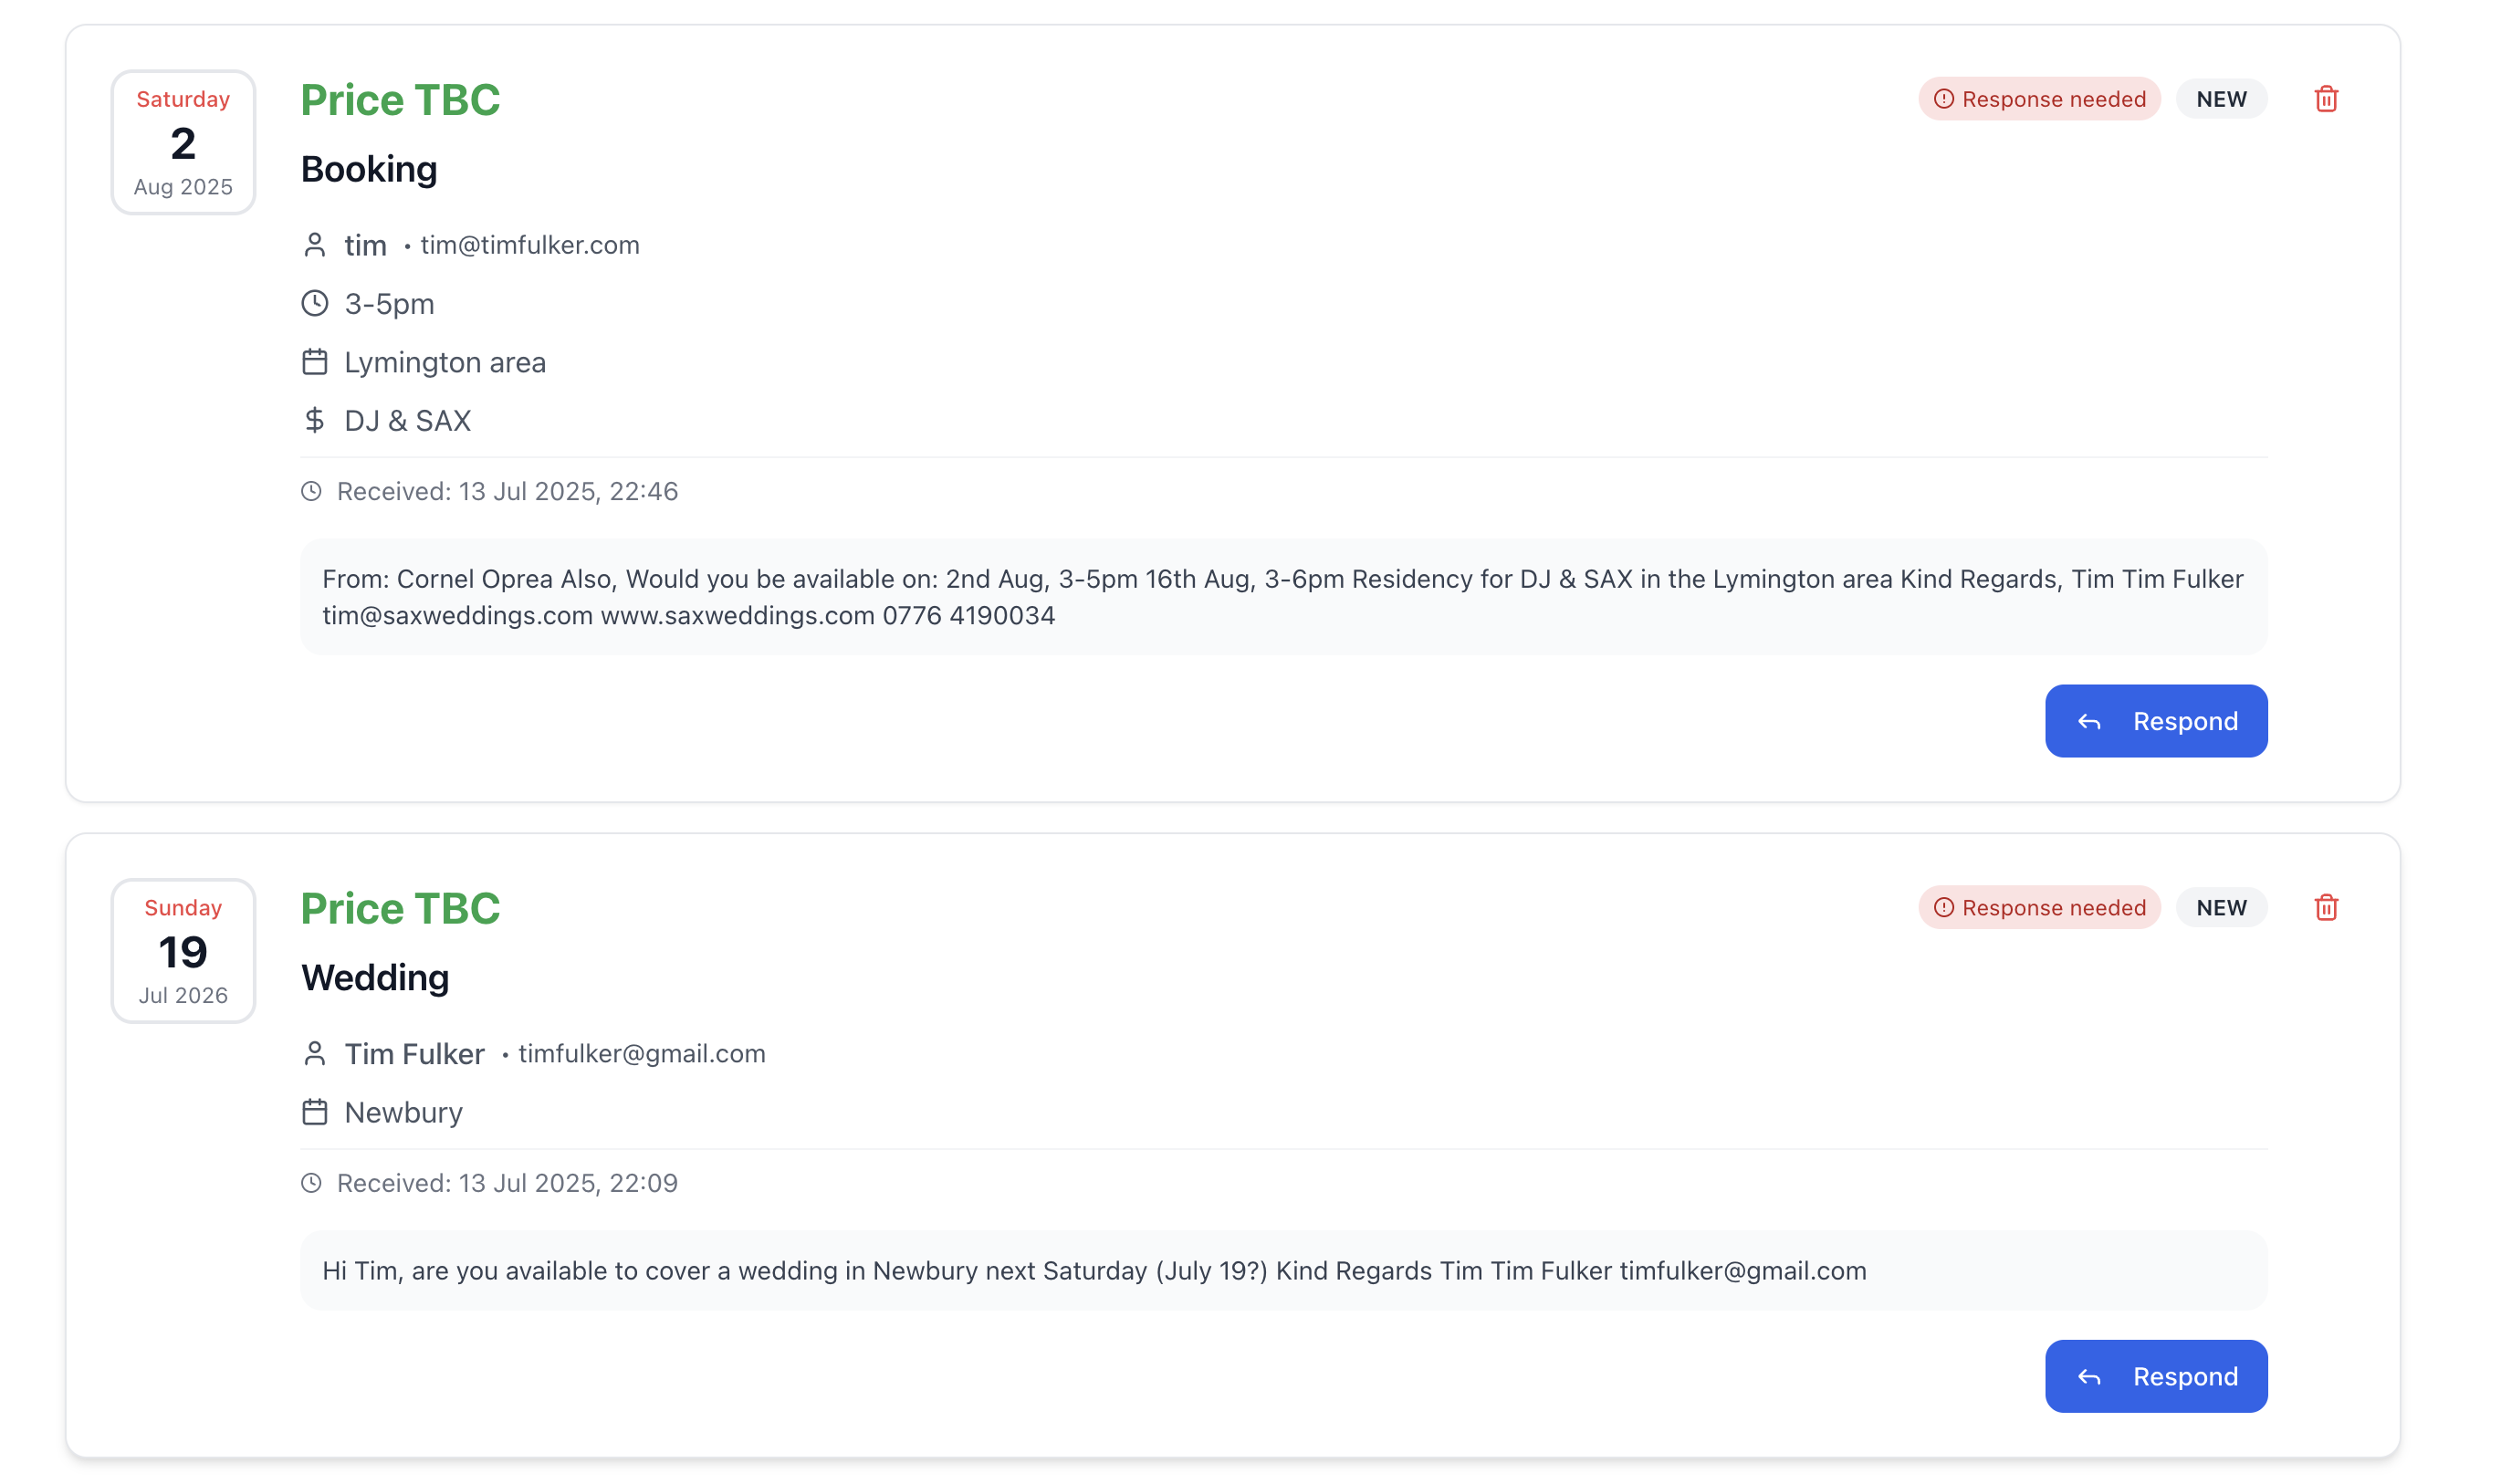 Saturday
2
Aug 2025
Price TBC
Response needed
NEW
Booking
tim • tim@timfulker.com
3-5pm
Lymington area
$ DJ & SAX
Received: 13 Jul 2025, 22:46
From: Cornel Oprea Also, Would you be available on: 2nd Aug, 3-5pm 16th Aug, 3-6pm Residency for DJ & SAX in the Lymington area Kind Regards, Tim Tim Fulker
tim@saxweddings.com www.saxweddings.com 0776 4190034
Respond
Sunday
19
Jul 2026
Price TBC
Response needed
NEW
Wedding
Tim Fulker • timfulker@gmail.com
Newbury
Received: 13 Jul 2025, 22:09
Hi Tim, are you available to cover a wedding in Newbury next Saturday (July 19?) Kind Regards Tim Tim Fulker timfulker@gmail.com
Respond